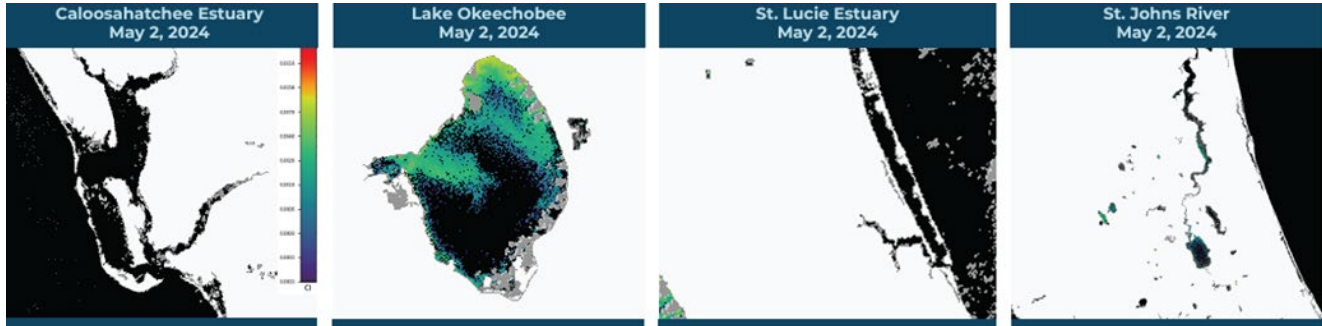 Caloosahatchee Estuary
May 2, 2024
Lake Okeechobee
May 2, 2024
St. Lucie Estuary
May 2, 2024
St. Johns River
May 2, 2024
CI